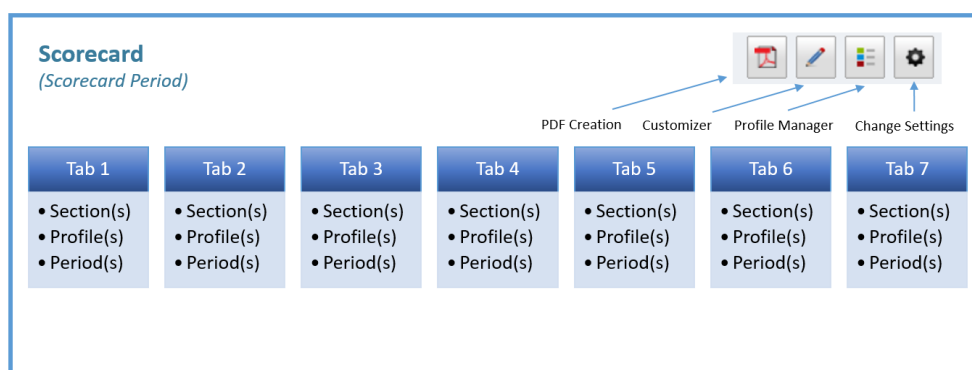 Scorecard
(Scorecard Period)
PDF Creation Customizer Profile Manager Change Settings
Tab 1 Tab 2 Tab 3 Tab 4 Tab 5 Tab 6 Tab 7
• Section(s) • Section(s) • Section(s) • Section(s) • Section(s) • Section(s) • Section(s)
• Profile(s) • Profile(s) • Profile(s) • Profile(s) • Profile(s) • Profile(s) • Profile(s)
• Period(s) • Period(s) • Period(s) • Period(s) • Period(s) • Period(s) • Period(s)